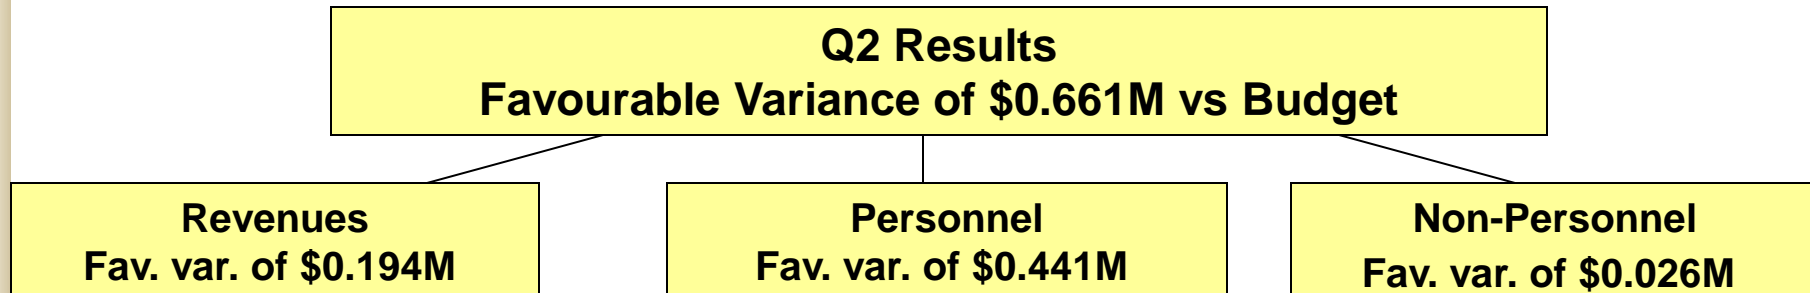 Q2 Results
Favourable Variance of $0.661M vs Budget
Revenues
Fav. var. of $0.194M
Personnel
Fav. var. of $0.441M
Non-Personnel
Fav. var. of $0.026M